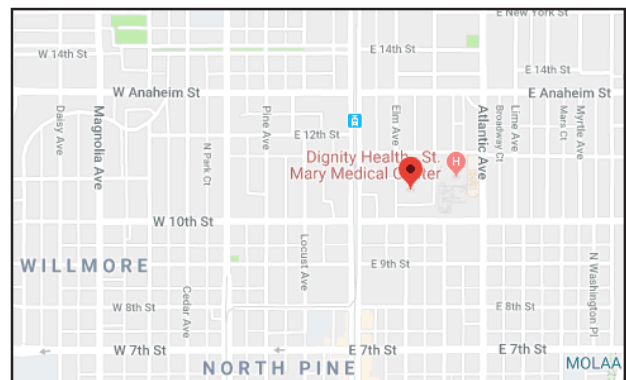 E New York St
W 14th St
E 14th St
E 14th St
W Anaheim St
E Anaheim St
Daisy Ave
Magnolia Ave
Pine Ave
Elm Ave
Atlantic Ave
Broadway Ct
Lime Ave
Mars Ct
Myrtle Ave
E 12th St
N Park Ct
Dignity Health - St.
Mary Medical Center
H
W 10th St
WILLMORE
Locust Ave
E 9th St
N Washington Pl
Cedar Ave
W 8th St
E 8th St
W 7th St
E 7th St
E 7th St
NORTH PINE
MOLAA